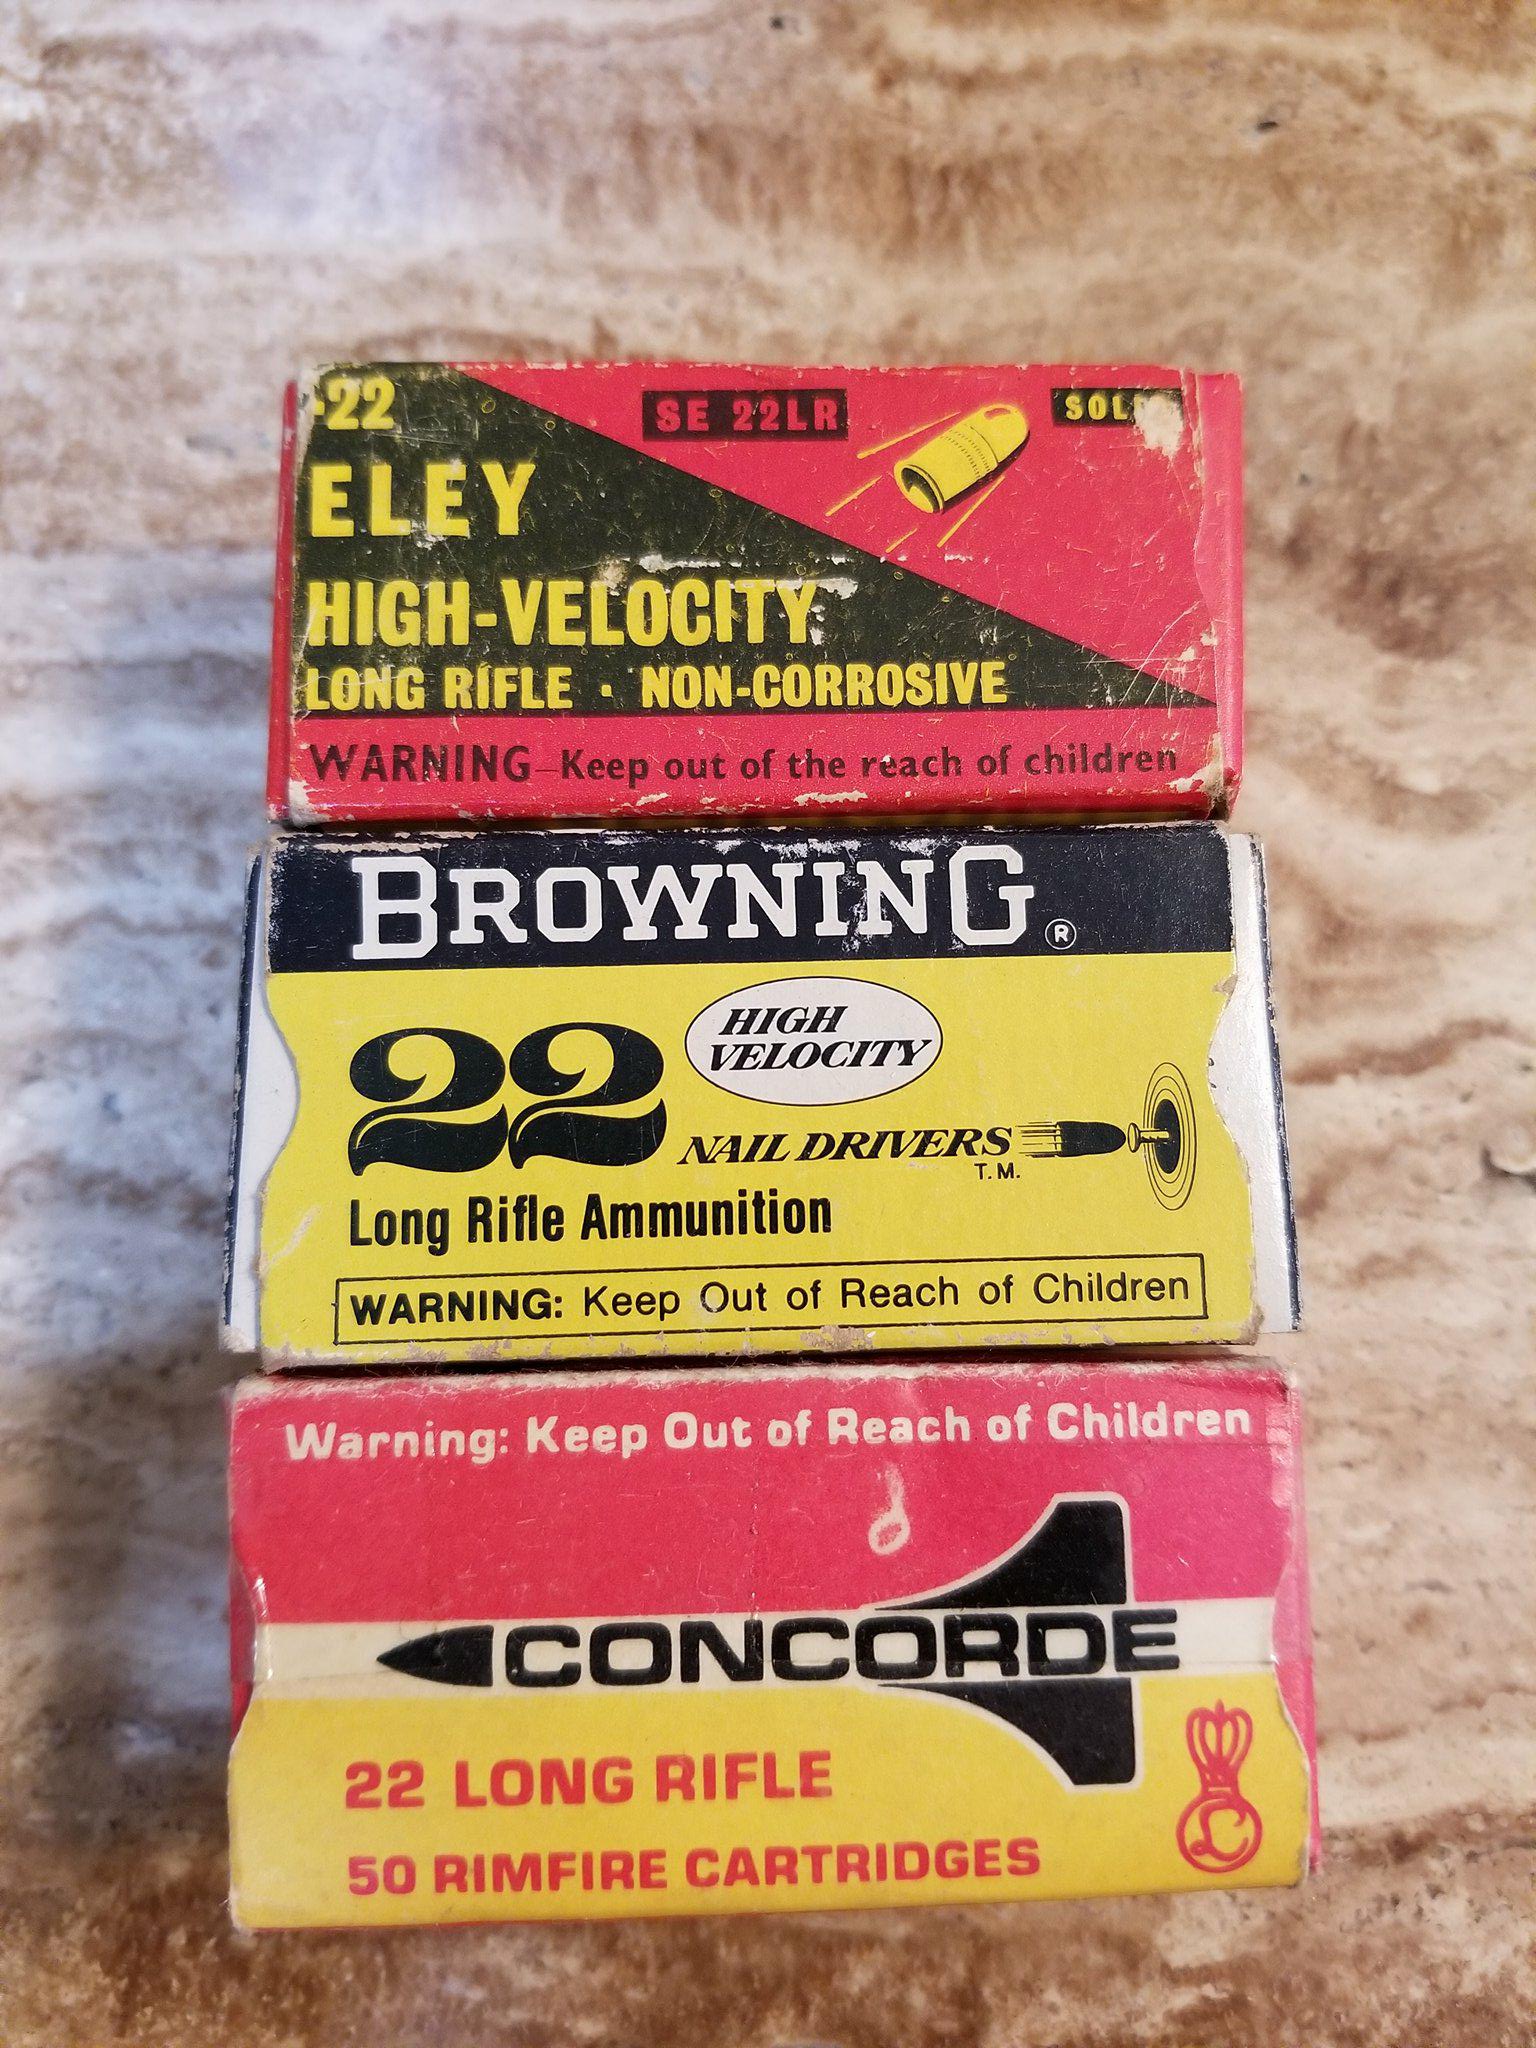 .22
SE 22LR
ELEY
HIGH-VELOCITY
LONG RIFLE · NON-CORROSIVE
WARNING—Keep out of the reach of children
BROWNING®
22
HIGH
VELOCITY
NAIL DRIVERS
T.M.
Long Rifle Ammunition
WARNING: Keep Out of Reach of Children
Warning: Keep Out of Reach of Children
CONCORDE
22 LONG RIFLE
50 RIMFIRE CARTRIDGES